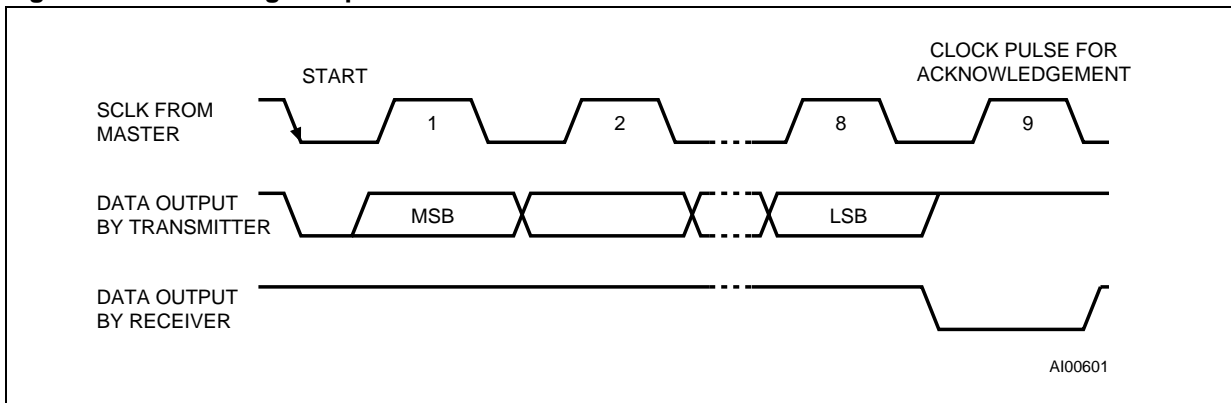 START
CLOCK PULSE FOR
ACKNOWLEDGEMENT
SCLK FROM
MASTER
1
2
8
9
DATA OUTPUT
BY TRANSMITTER
MSB
LSB
DATA OUTPUT
BY RECEIVER
AI00601